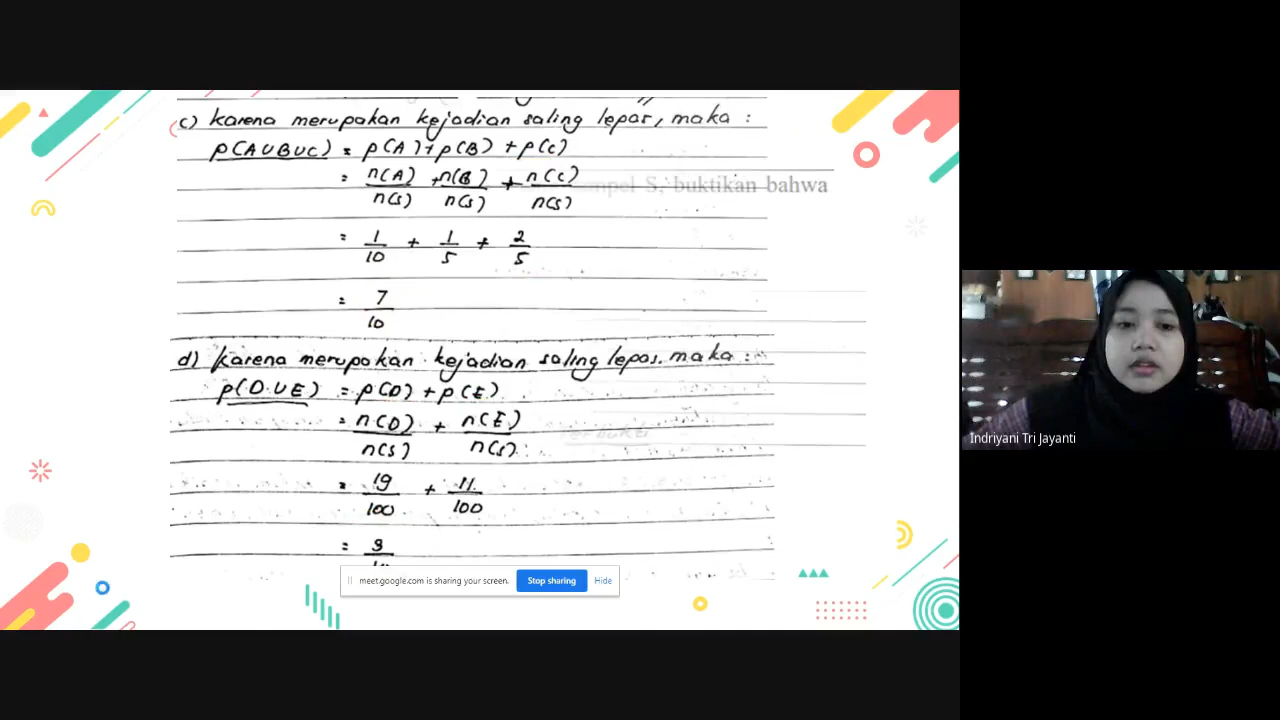 c) karena merupakan kejadian saling lepas, maka :
P(A∪B∪C) = P(A) + P(B) + P(C)
= n(A)/n(S) + n(B)/n(S) + n(C)/n(S)
mpel S, buktikan bahwa
= 1/10 + 1/5 + 2/5
= 7/10
d) karena merupakan kejadian saling lepas. maka :
P(D∪E) = P(D) + P(E)
= n(D)/n(S) + n(E)/n(S)
= 19/100 + 11/100
= 3
meet.google.com is sharing your screen. Stop sharing Hide
Indriyani Tri Jayanti